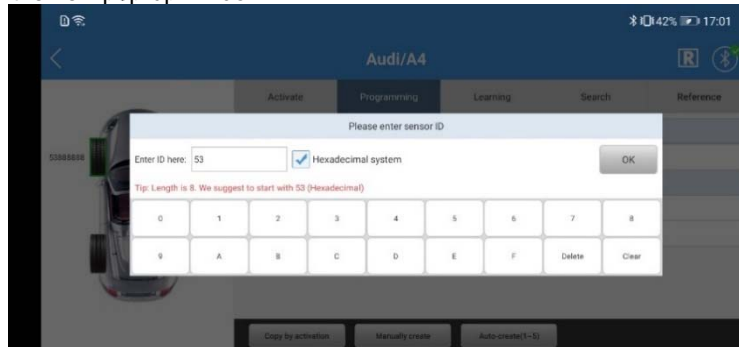 42% 17:01
Audi/A4
R
Activate Programming Learning Search Reference
Please enter sensor ID
53888888
Enter ID here: 53 Hexadecimal system OK
Tip: Length is 8. We suggest to start with 53 (Hexadecimal)
0 1 2 3 4 5 6 7 8
9 A B C D E F Delete Clear
Copy by activation Manually create Auto-create(1~5)